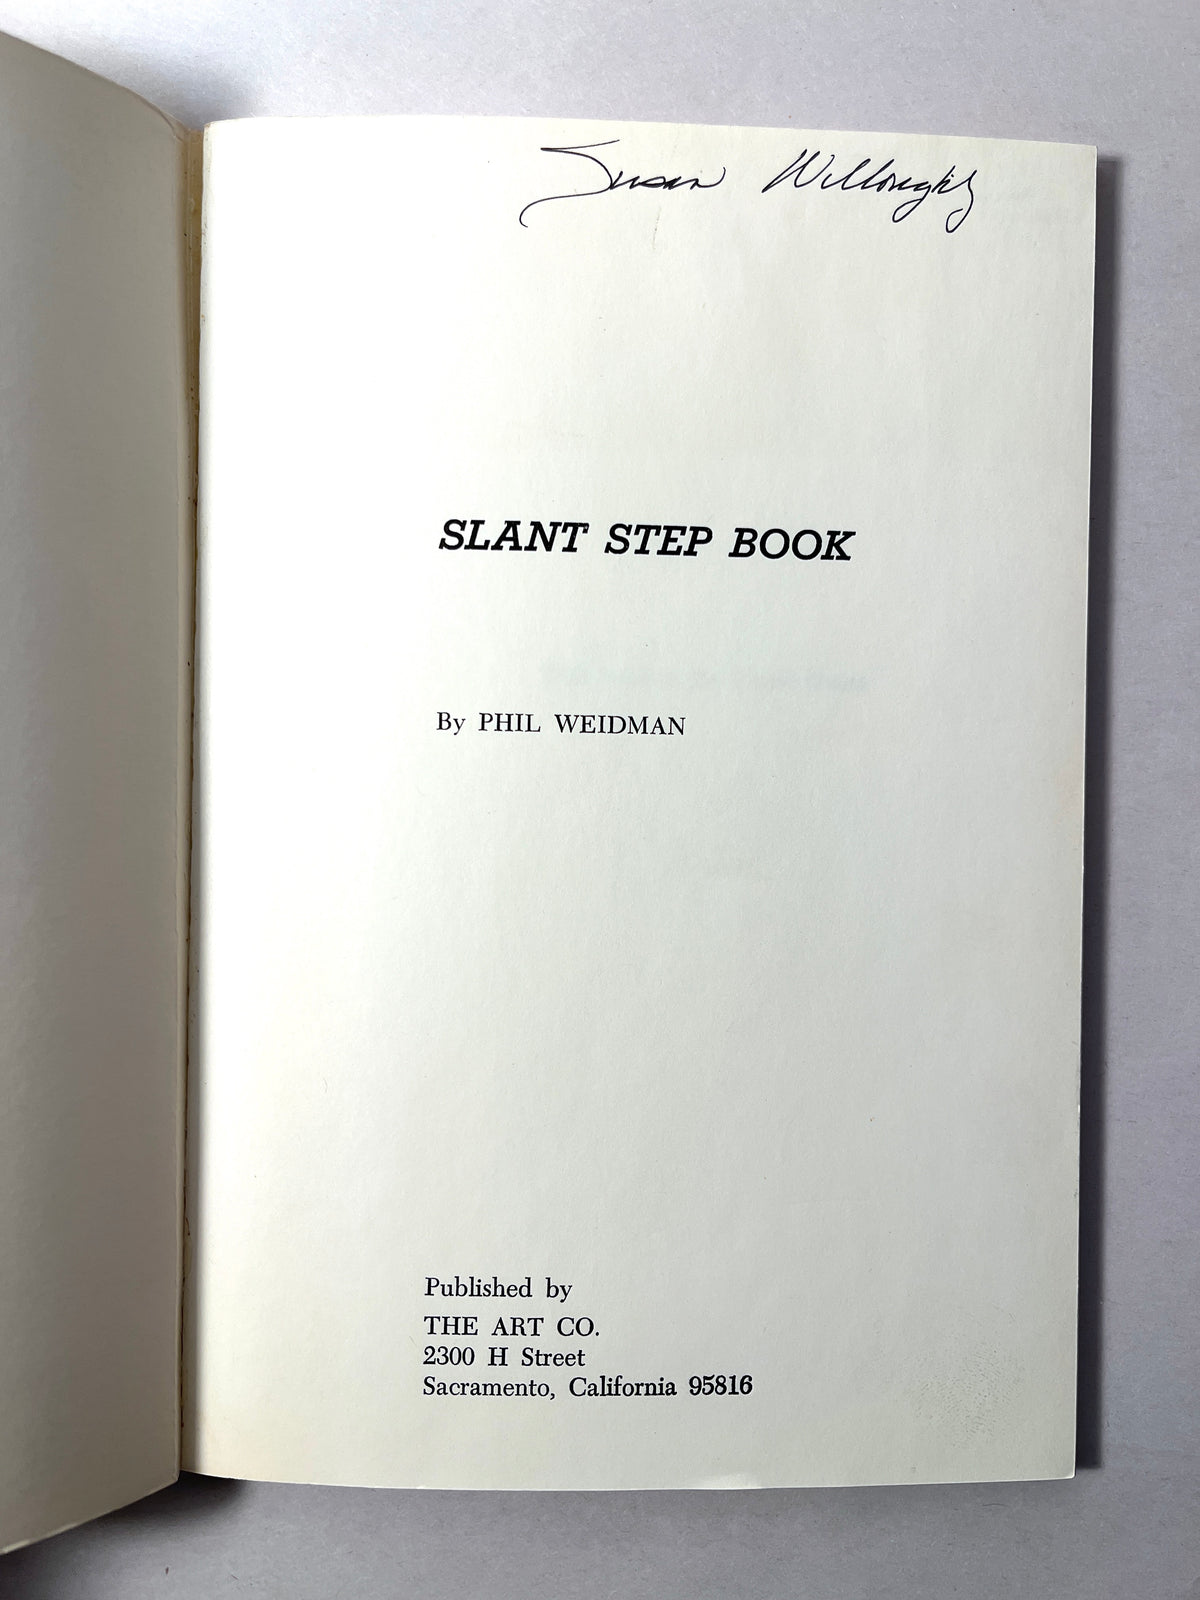 Susan Willoughby
SLANT STEP BOOK
By PHIL WEIDMAN
Published by
THE ART CO.
2300 H Street
Sacramento, California 95816